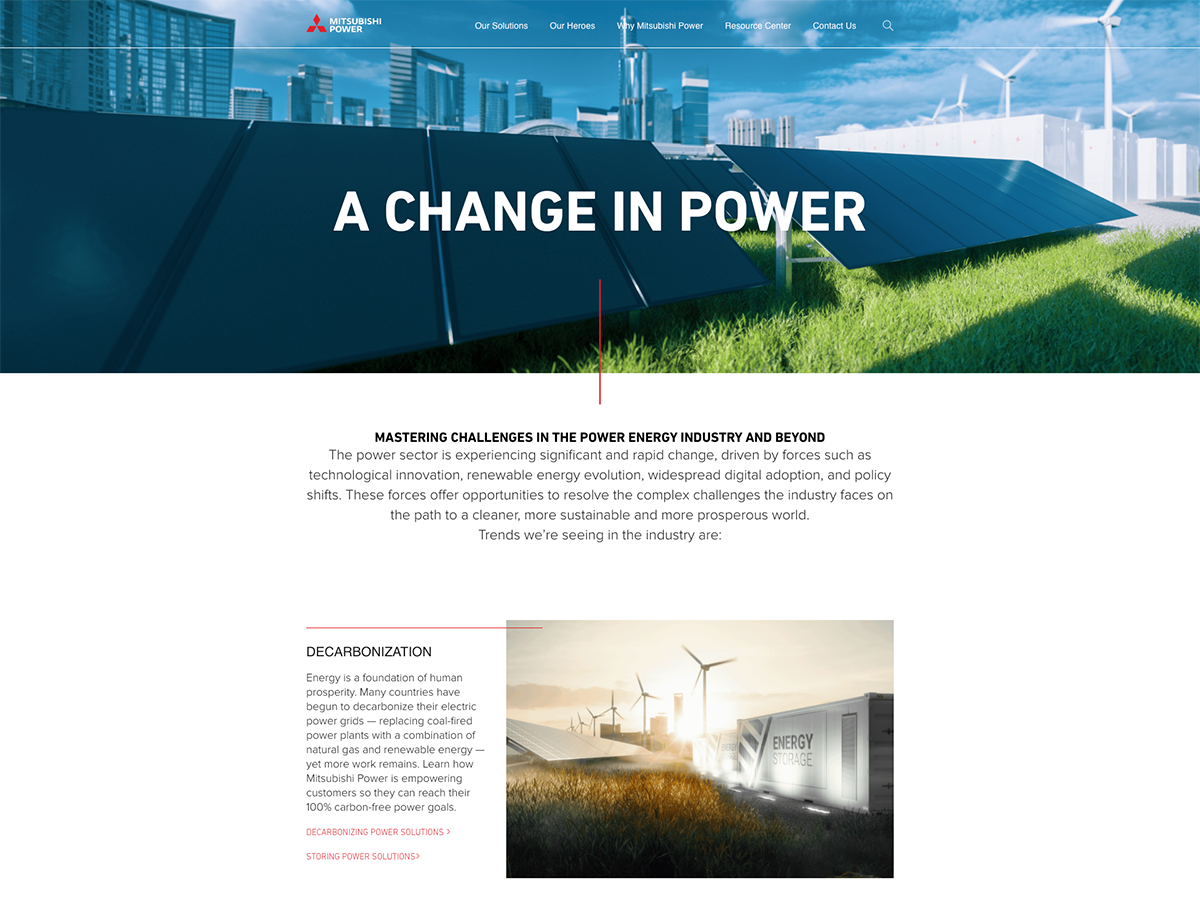 MITSUBISHI
POWER
Our Solutions Our Heroes Why Mitsubishi Power Resource Center Contact Us
A CHANGE IN POWER
MASTERING CHALLENGES IN THE POWER ENERGY INDUSTRY AND BEYOND
The power sector is experiencing significant and rapid change, driven by forces such as
technological innovation, renewable energy evolution, widespread digital adoption, and policy
shifts. These forces offer opportunities to resolve the complex challenges the industry faces on
the path to a cleaner, more sustainable and more prosperous world.
Trends we’re seeing in the industry are:
DECARBONIZATION
Energy is a foundation of human
prosperity. Many countries have
begun to decarbonize their electric
power grids — replacing coal-fired
power plants with a combination of
natural gas and renewable energy —
yet more work remains. Learn how
Mitsubishi Power is empowering
customers so they can reach their
100% carbon-free power goals.
DECARBONIZING POWER SOLUTIONS >
STORING POWER SOLUTIONS>
ENERGY
STORAGE